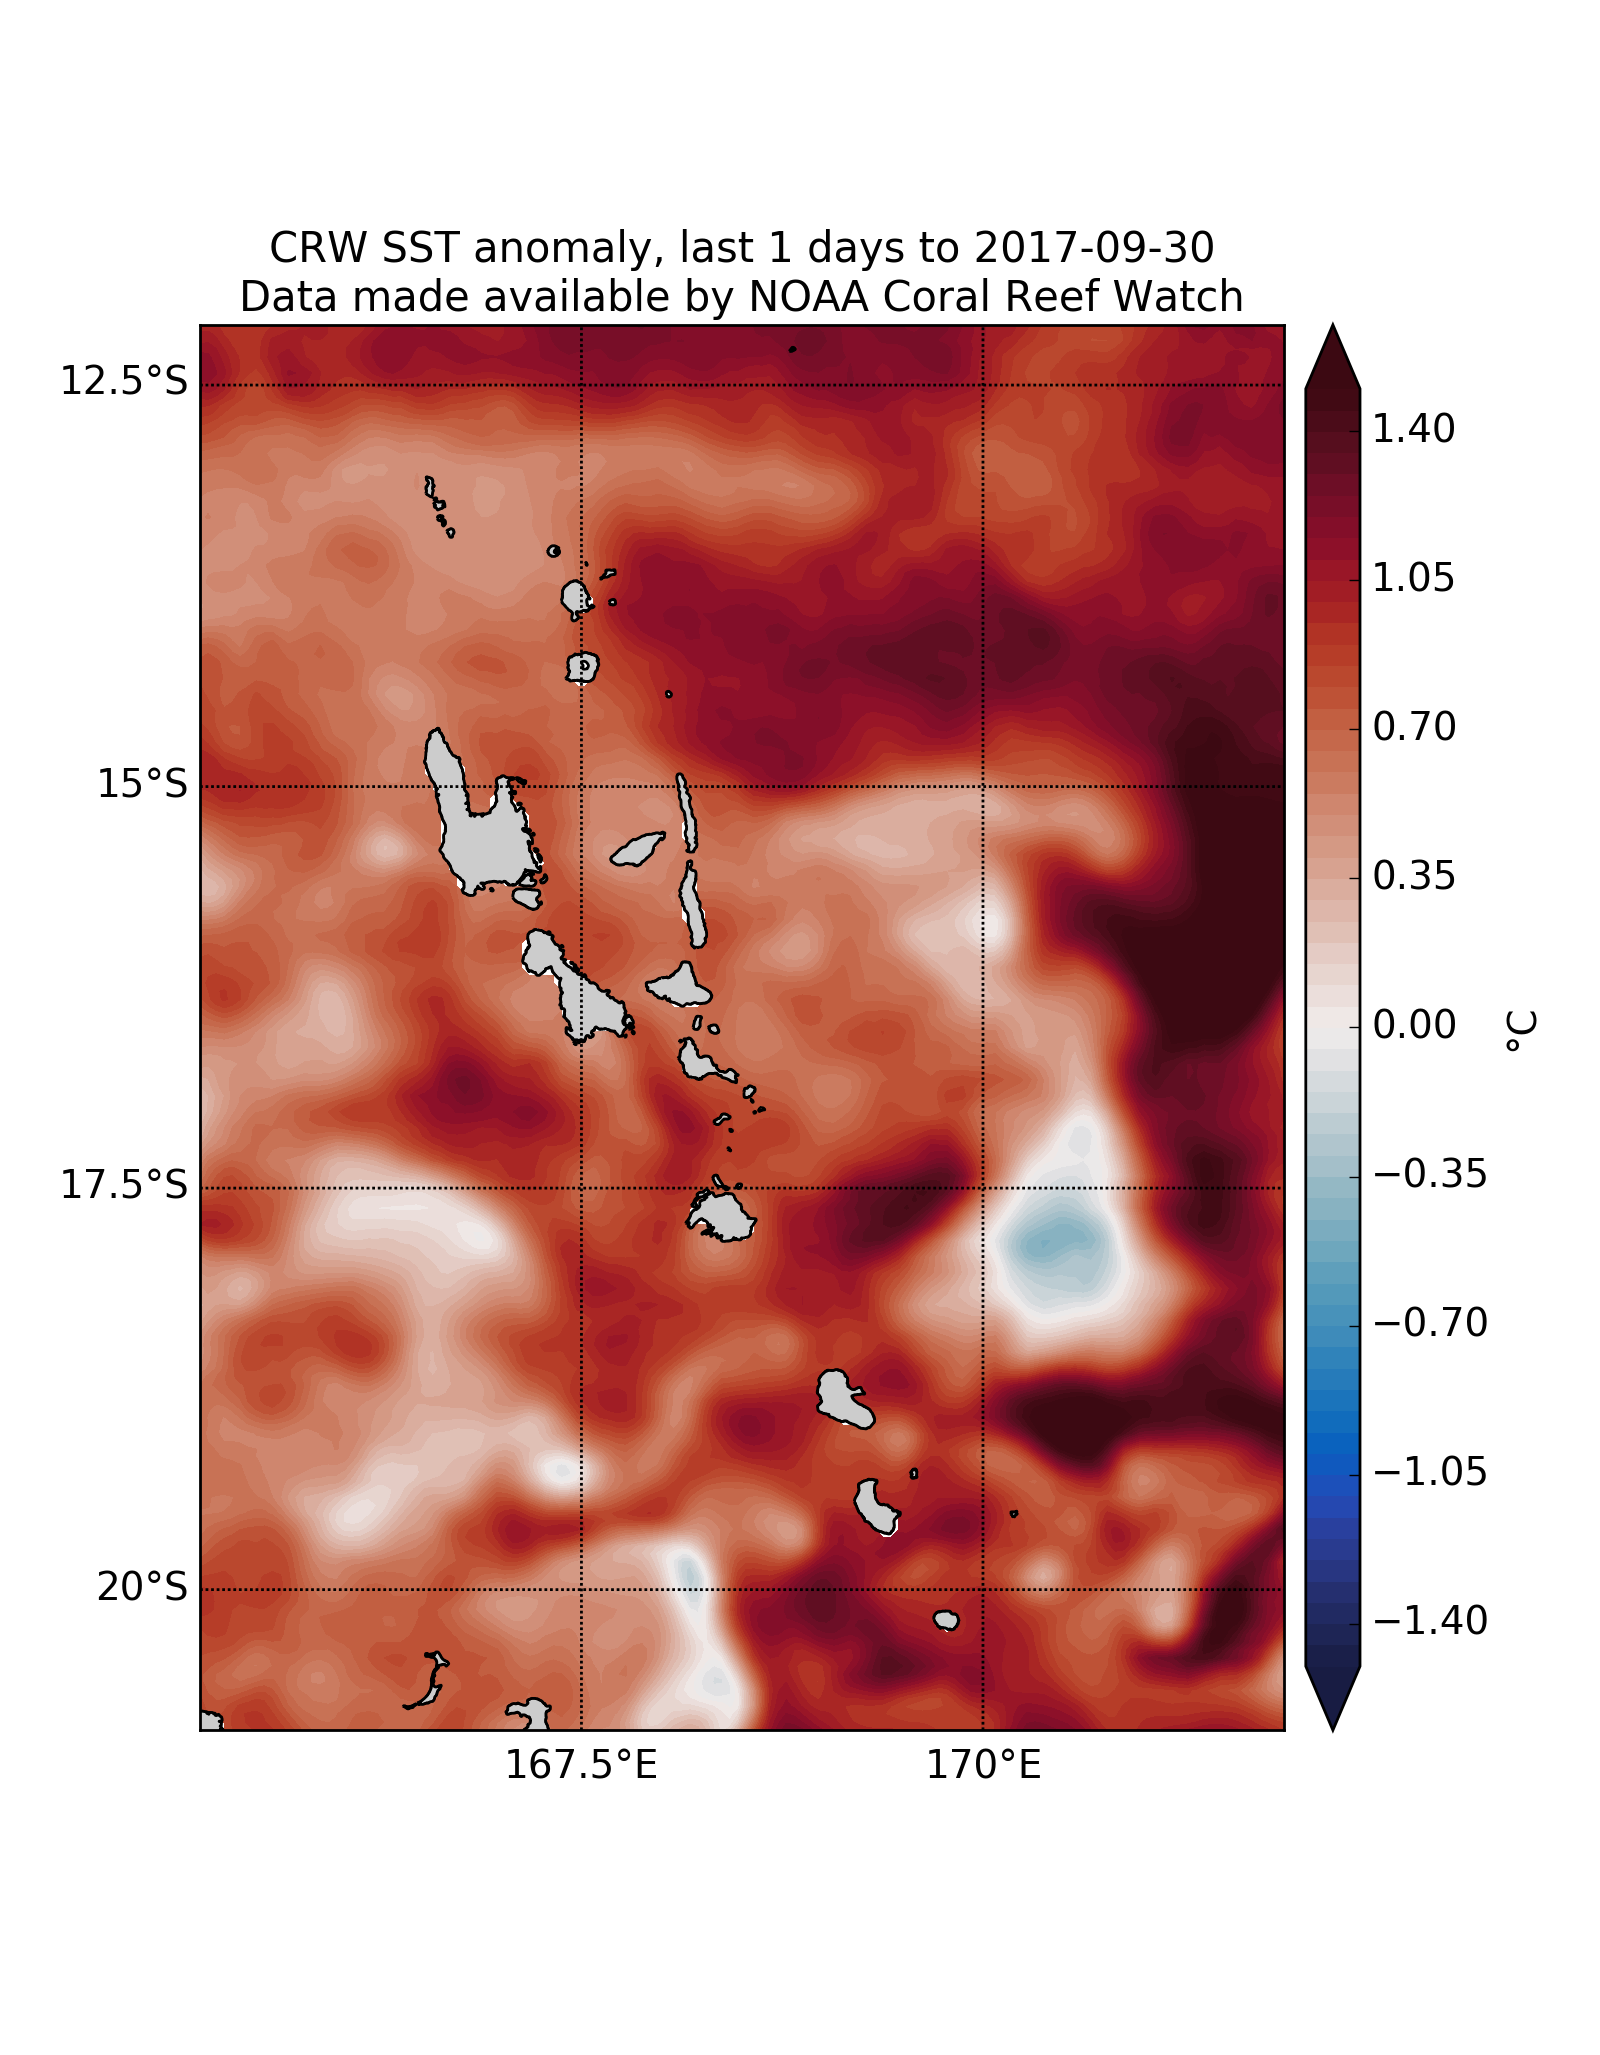 CRW SST anomaly, last 1 days to 2017-09-30
Data made available by NOAA Coral Reef Watch
12.5°S
15°S
17.5°S
20°S
167.5°E
170°E
1.40
1.05
0.70
0.35
0.00
−0.35
−0.70
−1.05
−1.40
°C